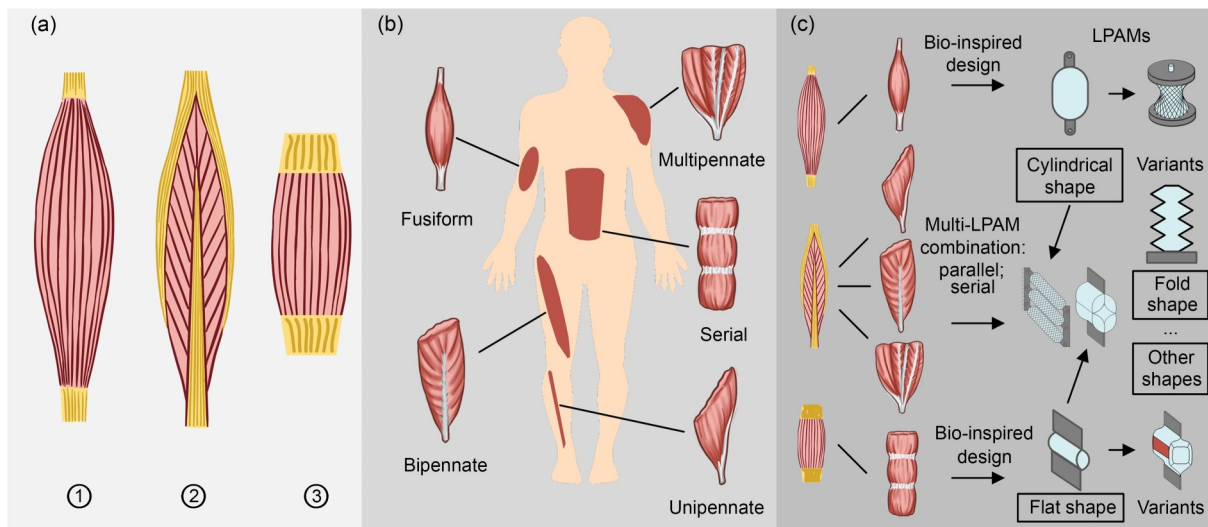 (a)
①
②
③
(b)
Fusiform
Multipennate
Serial
Bipennate
Unipennate
(c)
Bio-inspired
design
LPAMs
Cylindrical
shape
Variants
Multi-LPAM
combination:
parallel;
serial
Fold
shape
...
Other
shapes
Bio-inspired
design
Flat shape
Variants